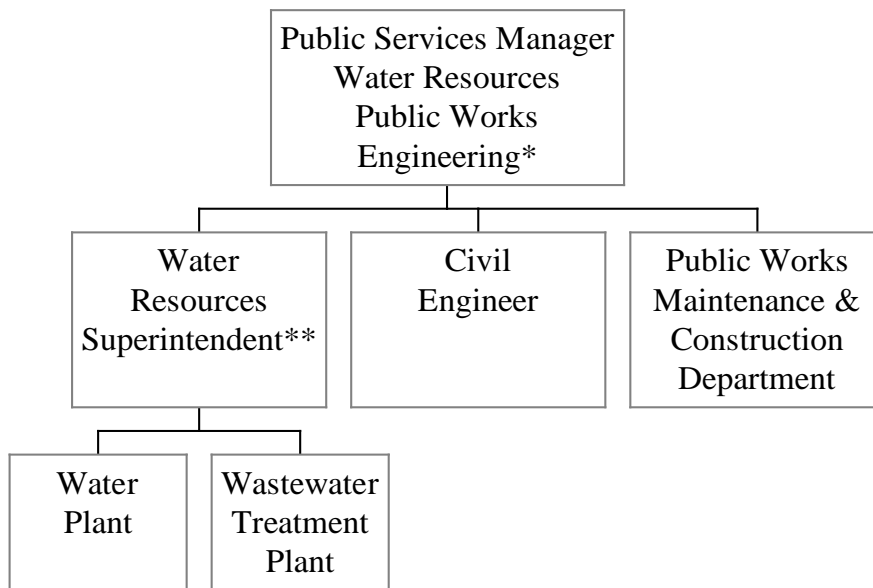 Public Services Manager
Water Resources
Public Works
Engineering*
Water
Resources
Superintendent**
Civil
Engineer
Public Works
Maintenance &
Construction
Department
Water
Plant
Wastewater
Treatment
Plant